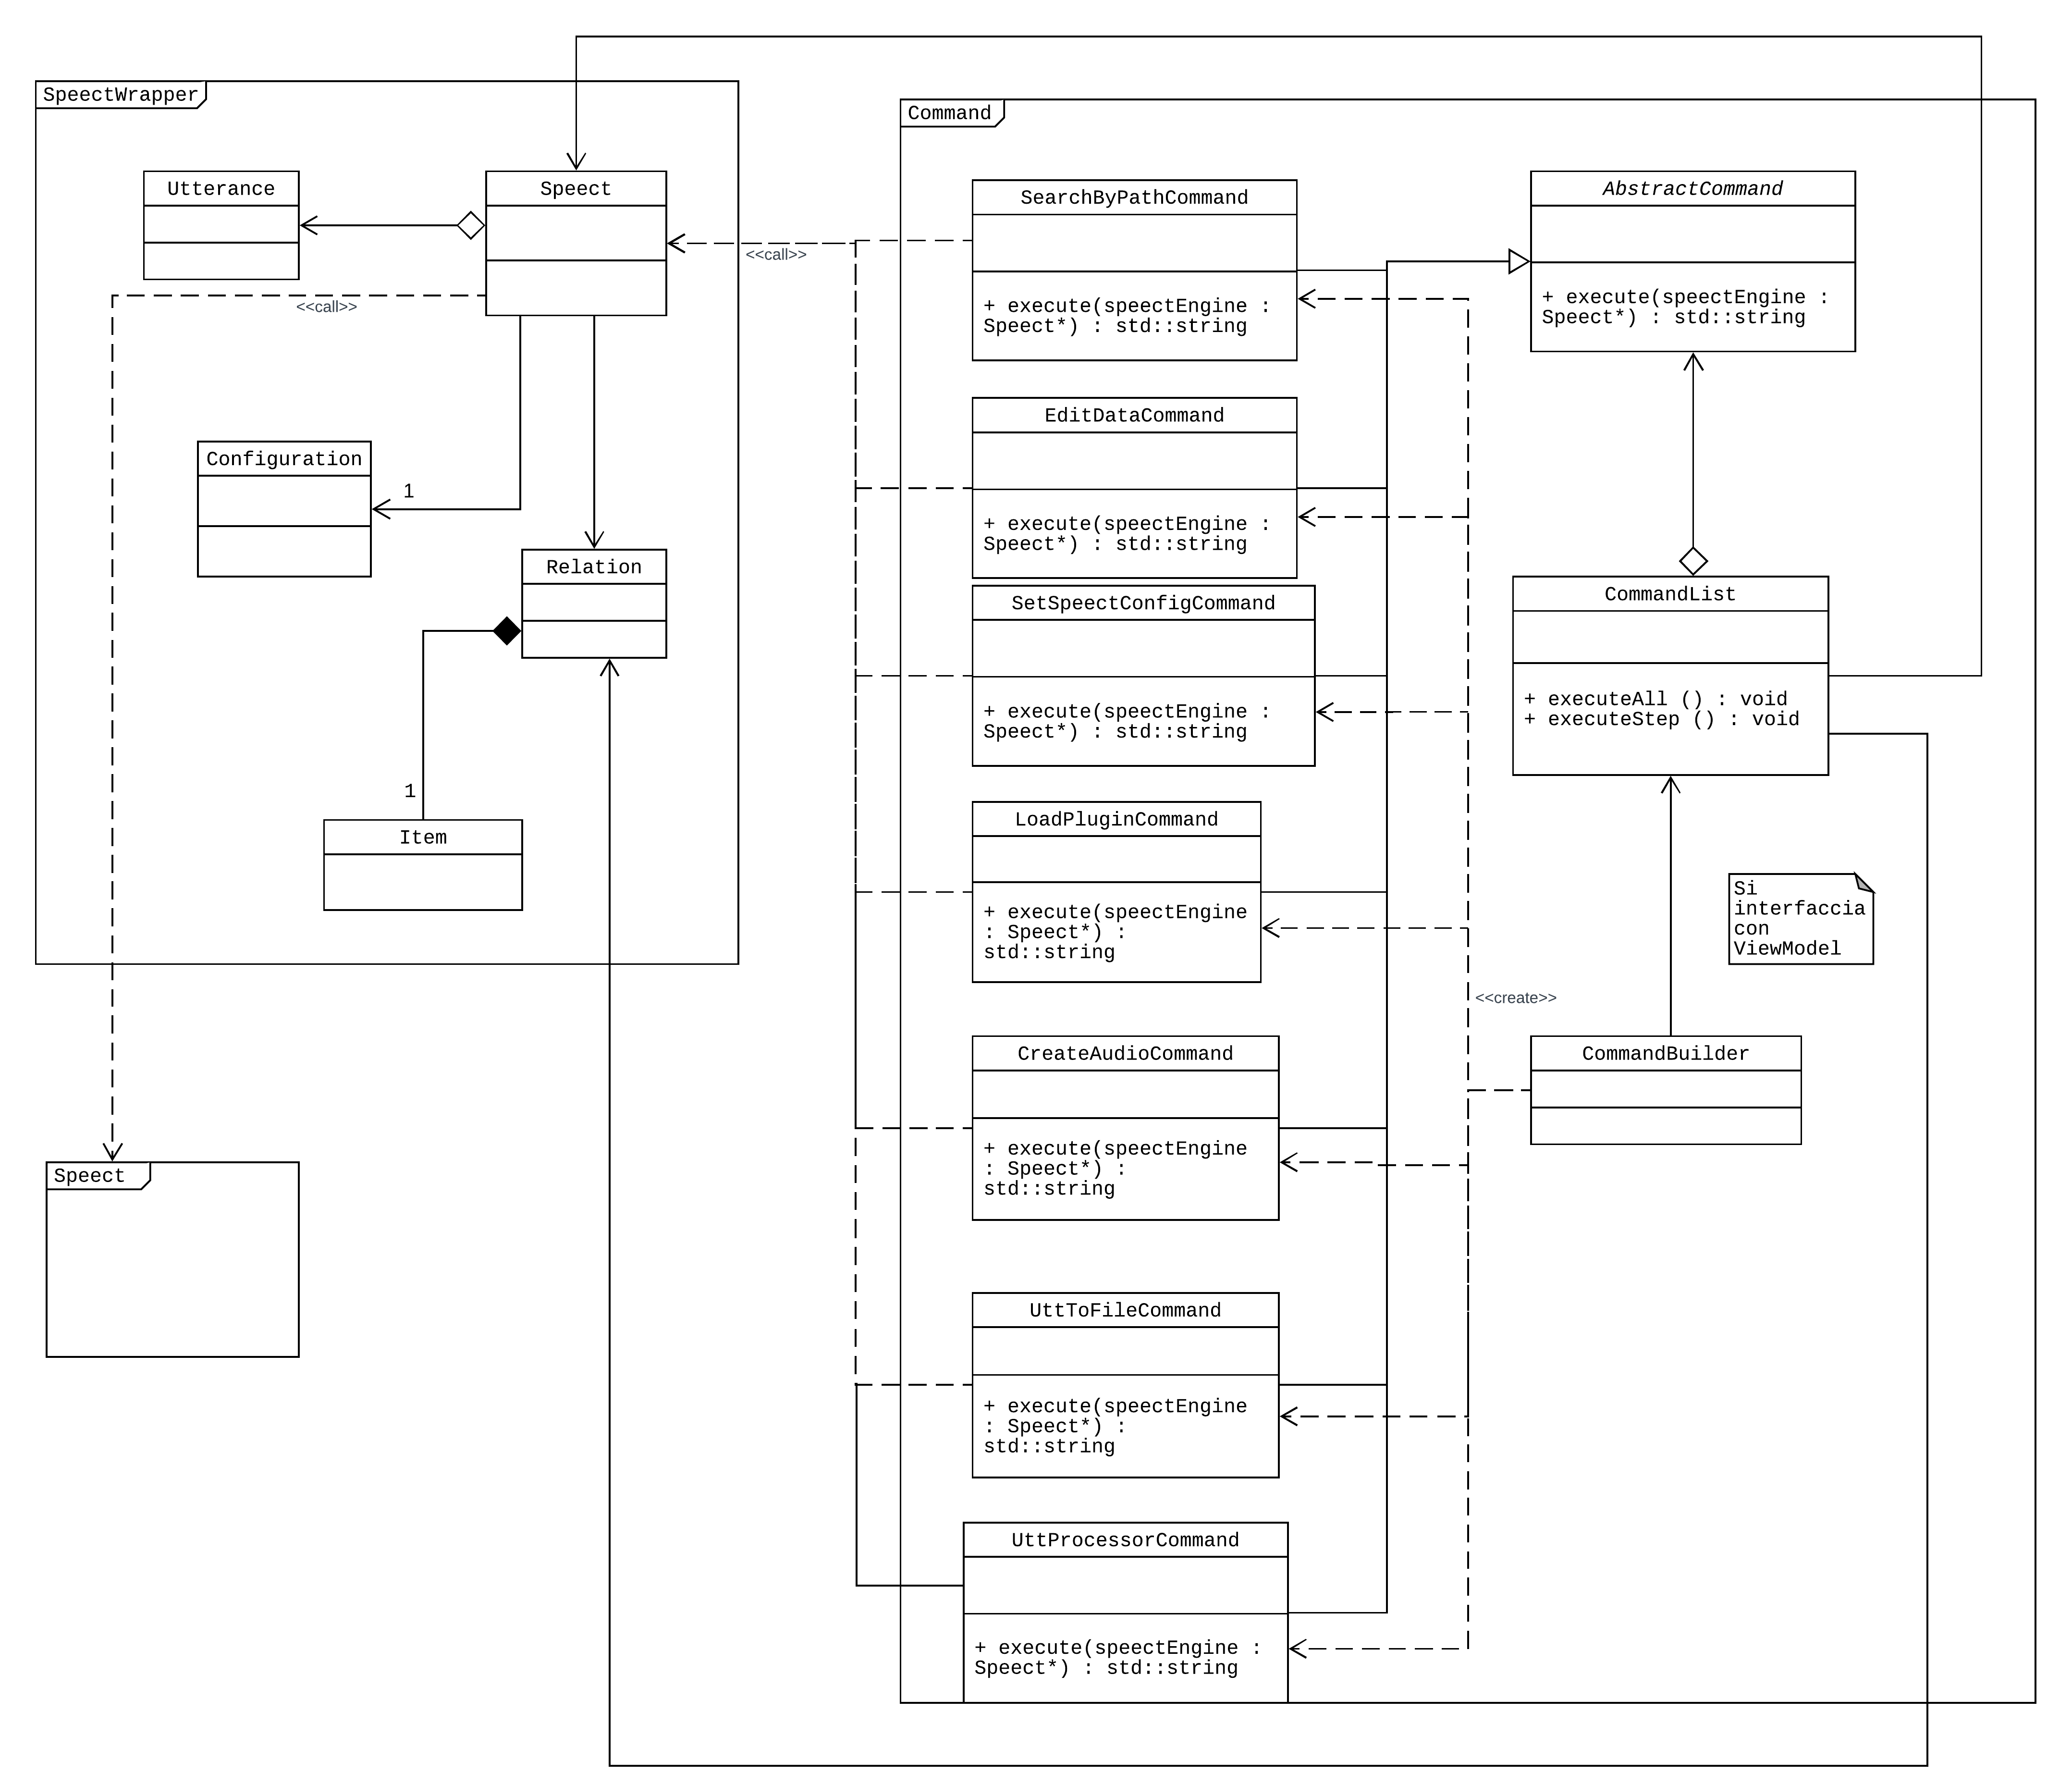 SpeectWrapper
Utterance
Speect
<<call>>
<<call>>
Configuration
1
Relation
1
Item
Speect
Command
SearchByPathCommand
+ execute(speectEngine :
Speect*) : std::string
EditDataCommand
+ execute(speectEngine :
Speect*) : std::string
SetSpeectConfigCommand
+ execute(speectEngine :
Speect*) : std::string
LoadPluginCommand
+ execute(speectEngine
: Speect*) :
std::string
CreateAudioCommand
+ execute(speectEngine
: Speect*) :
std::string
UttToFileCommand
+ execute(speectEngine
: Speect*) :
std::string
UttProcessorCommand
+ execute(speectEngine :
Speect*) : std::string
AbstractCommand
+ execute(speectEngine :
Speect*) : std::string
CommandList
+ executeAll () : void
+ executeStep () : void
Si
interfaccia
con
ViewModel
<<create>>
CommandBuilder